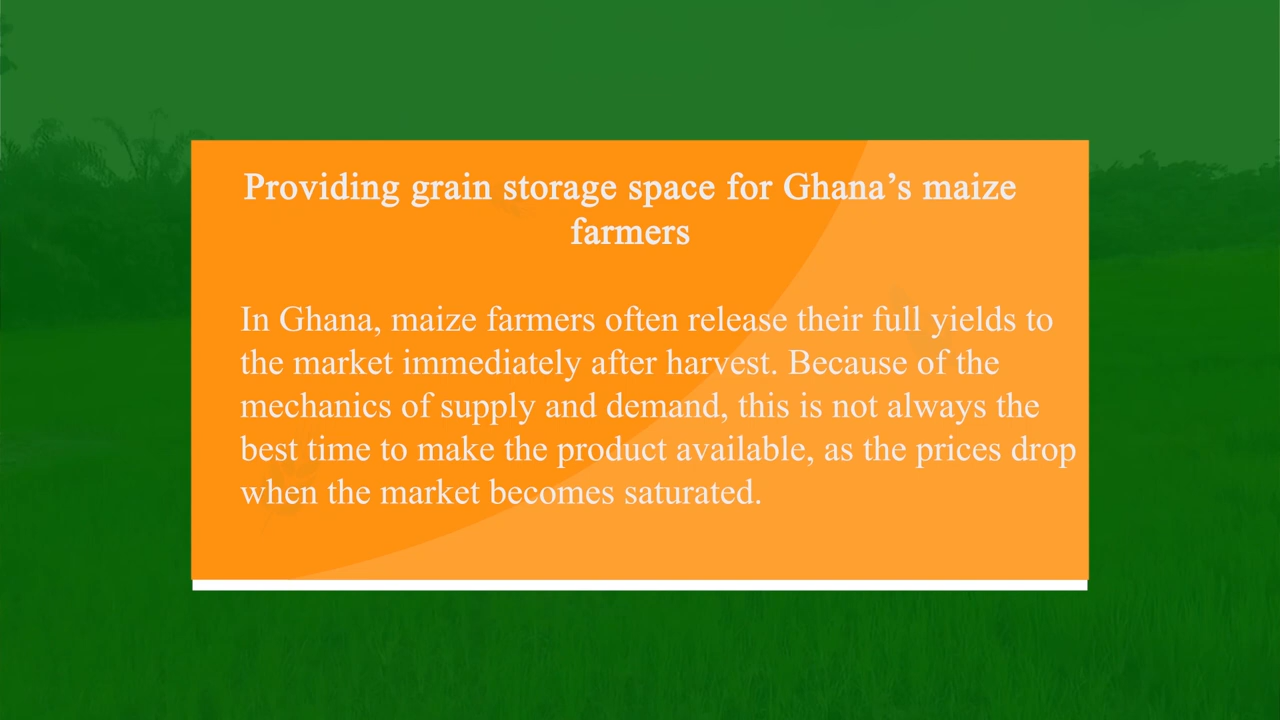 Providing grain storage space for Ghana’s maize
farmers
In Ghana, maize farmers often release their full yields to
the market immediately after harvest. Because of the
mechanics of supply and demand, this is not always the
best time to make the product available, as the prices drop
when the market becomes saturated.